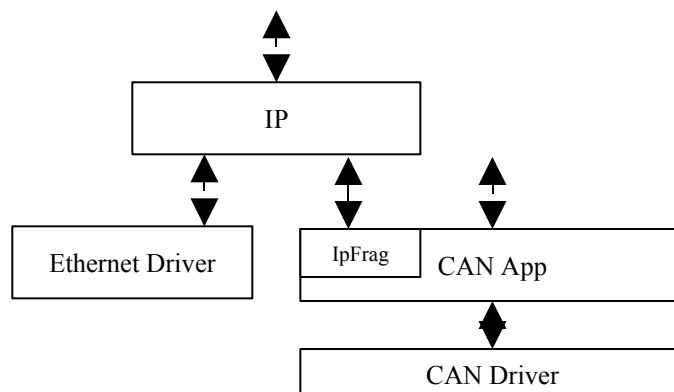 IP
Ethernet Driver
IpFrag
CAN App
CAN Driver